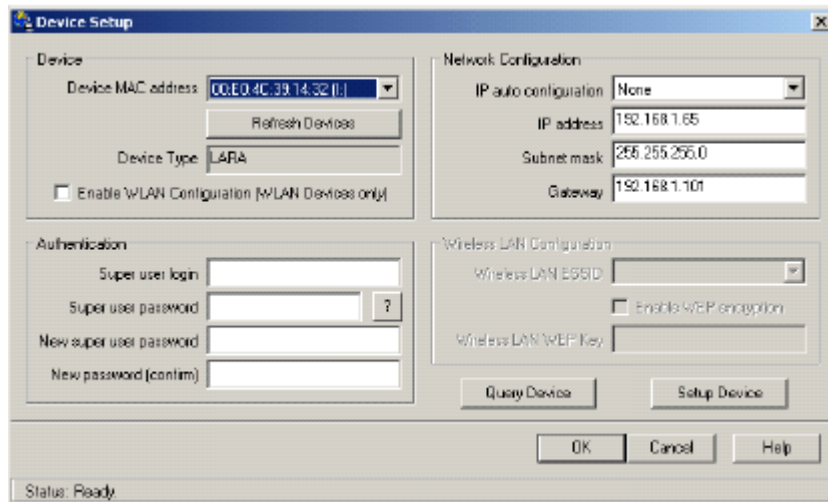 Device Setup
Device
Device MAC address 00:E0:4C:39:14:32 (I:)
Refresh Devices
Device Type LARA
Enable WLAN Configuration (WLAN Devices only)
Network Configuration
IP auto configuration None
IP address 192.168.1.65
Subnet mask 255.255.255.0
Gateway 192.168.1.101
Authentication
Super user login
Super user password ?
New super user password
New password (confirm)
Wireless LAN Configuration
Wireless LAN ESSID
Enable WEP encryption
Wireless LAN WEP Key
Query Device Setup Device
OK Cancel Help
Status: Ready.